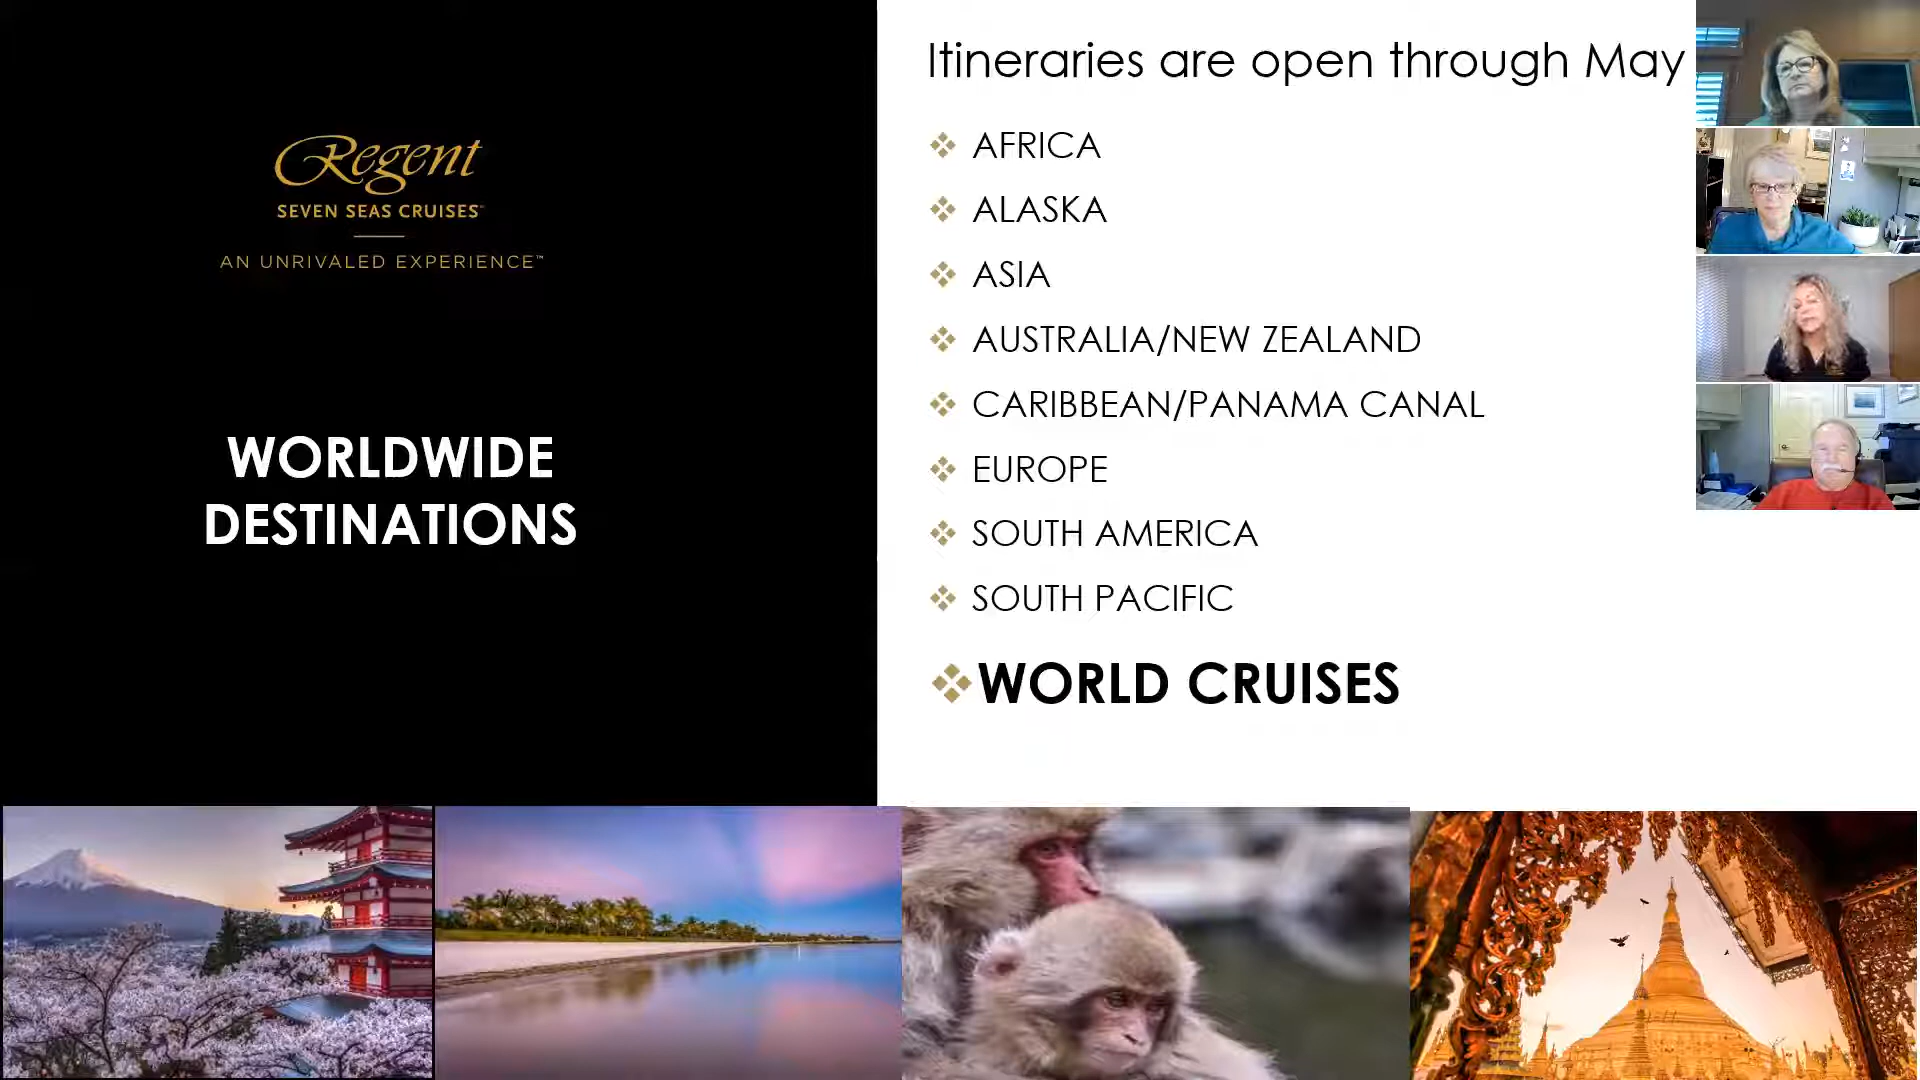 Regent
SEVEN SEAS CRUISES
AN UNRIVALED EXPERIENCE™
WORLDWIDE
DESTINATIONS
Itineraries are open through May
AFRICA
ALASKA
ASIA
AUSTRALIA/NEW ZEALAND
CARIBBEAN/PANAMA CANAL
EUROPE
SOUTH AMERICA
SOUTH PACIFIC
WORLD CRUISES